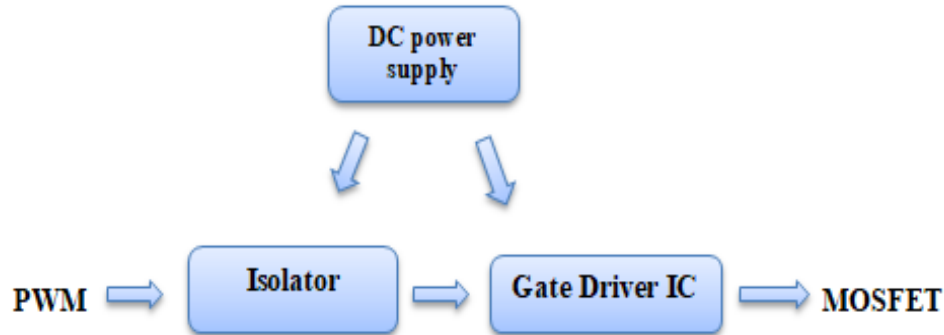 DC power
supply
Isolator
Gate Driver IC
PWM
MOSFET